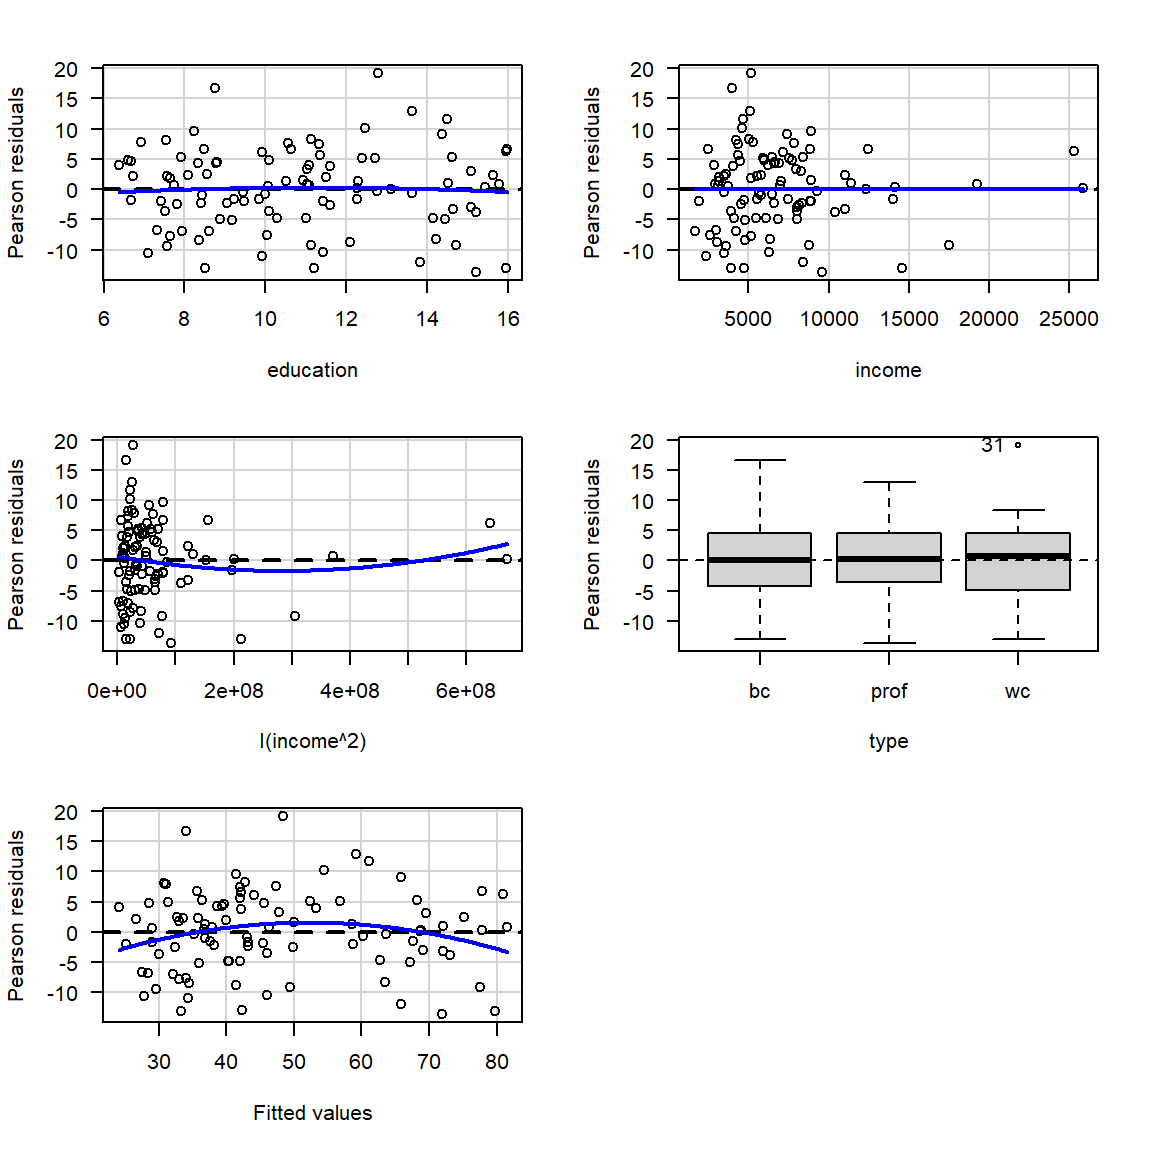 Pearson residuals
20
15
10
5
0
-5
-10
6 8 10 12 14 16
education
Pearson residuals
20
15
10
5
0
-5
-10
5000 10000 15000 20000 25000
income
Pearson residuals
20
15
10
5
0
-5
-10
0e+00 2e+08 4e+08 6e+08
I(income^2)
Pearson residuals
20
15
10
5
0
-5
-10
31
bc prof wc
type
Pearson residuals
20
15
10
5
0
-5
-10
30 40 50 60 70 80
Fitted values